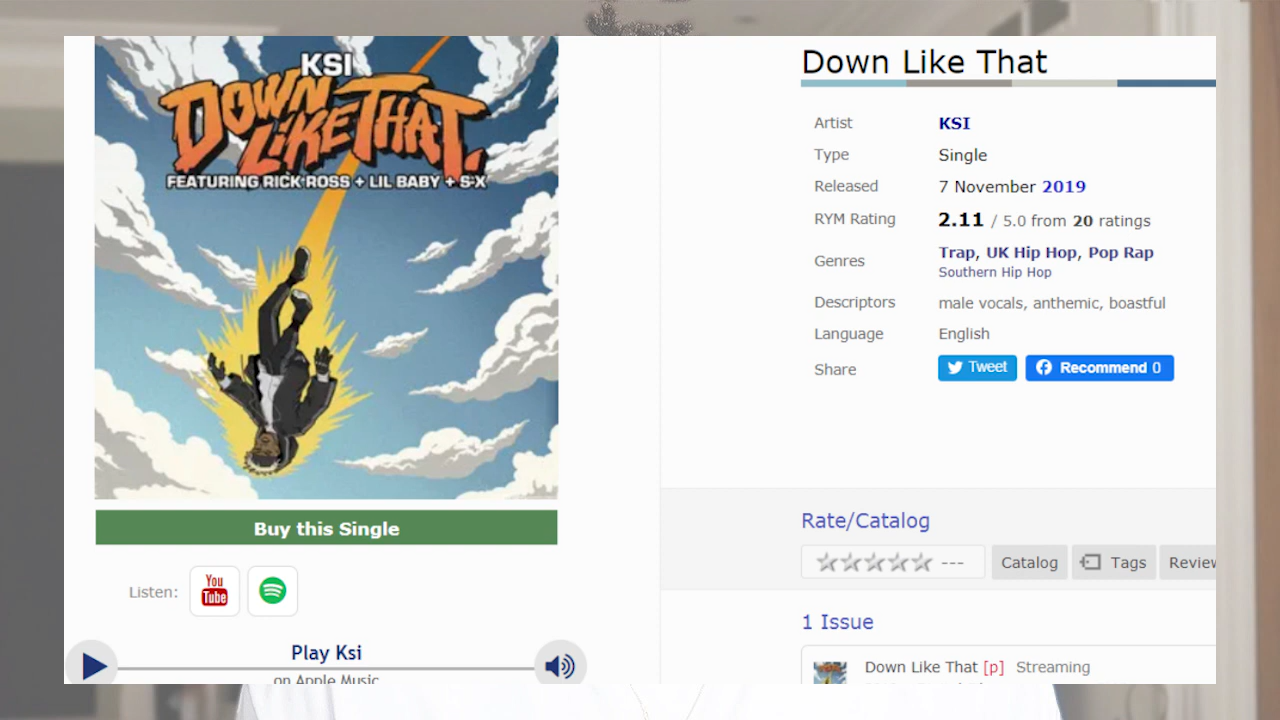 KSI
DOWN
LIKE THAT.
FEATURING RICK ROSS + LIL BABY + S-X
Buy this Single
Listen:
You
Tube
Play Ksi
on Apple Music
Down Like That
Artist KSI
Type Single
Released 7 November 2019
RYM Rating 2.11 / 5.0 from 20 ratings
Genres Trap, UK Hip Hop, Pop Rap
Southern Hip Hop
Descriptors male vocals, anthemic, boastful
Language English
Share Tweet Recommend 0
Rate/Catalog
--- Catalog Tags Review
1 Issue
Down Like That [p] Streaming